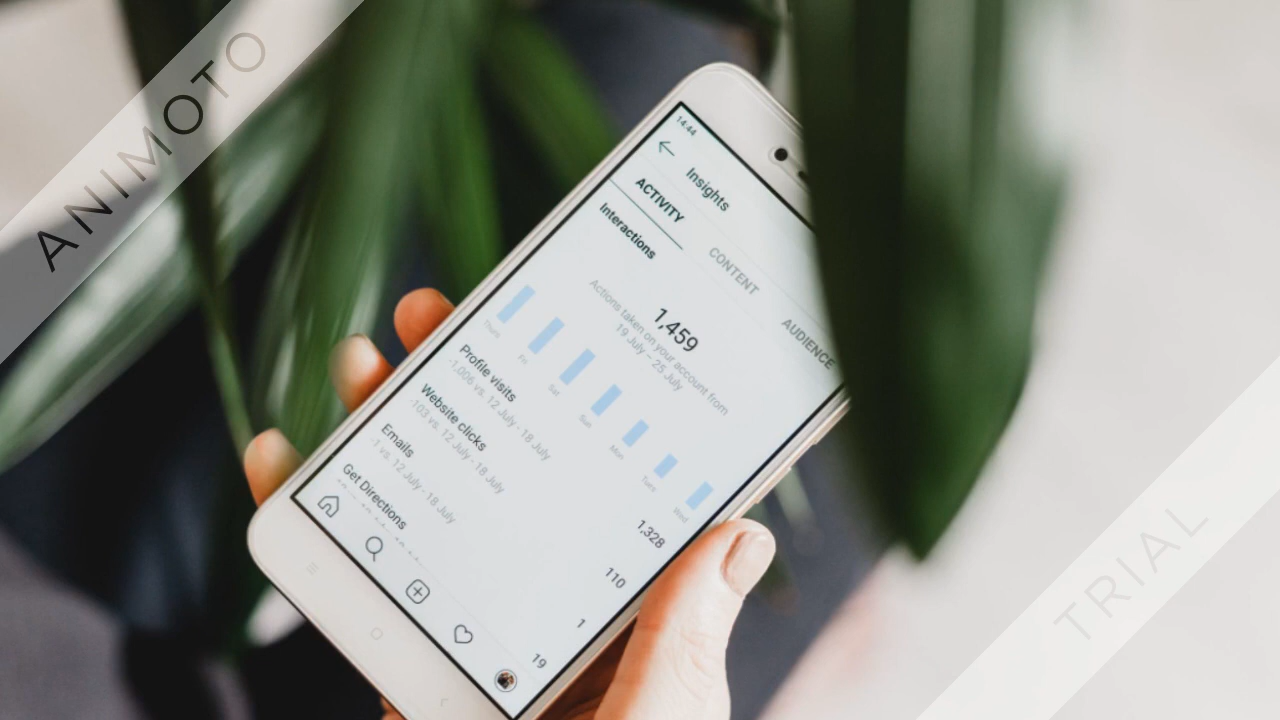 ANIMOTO
14:44
Insights
ACTIVITY
CONTENT
AUDIENCE
Interactions
1,459
Actions taken on your account from
19 July – 25 July
Thurs
Fri
Sat
Sun
Mon
Tues
Wed
Profile visits
1,328
-1,006 vs. 12 July - 18 July
Website clicks
110
-103 vs. 12 July - 18 July
Emails
1
-1 vs. 12 July - 18 July
Get Directions
19
TRIAL